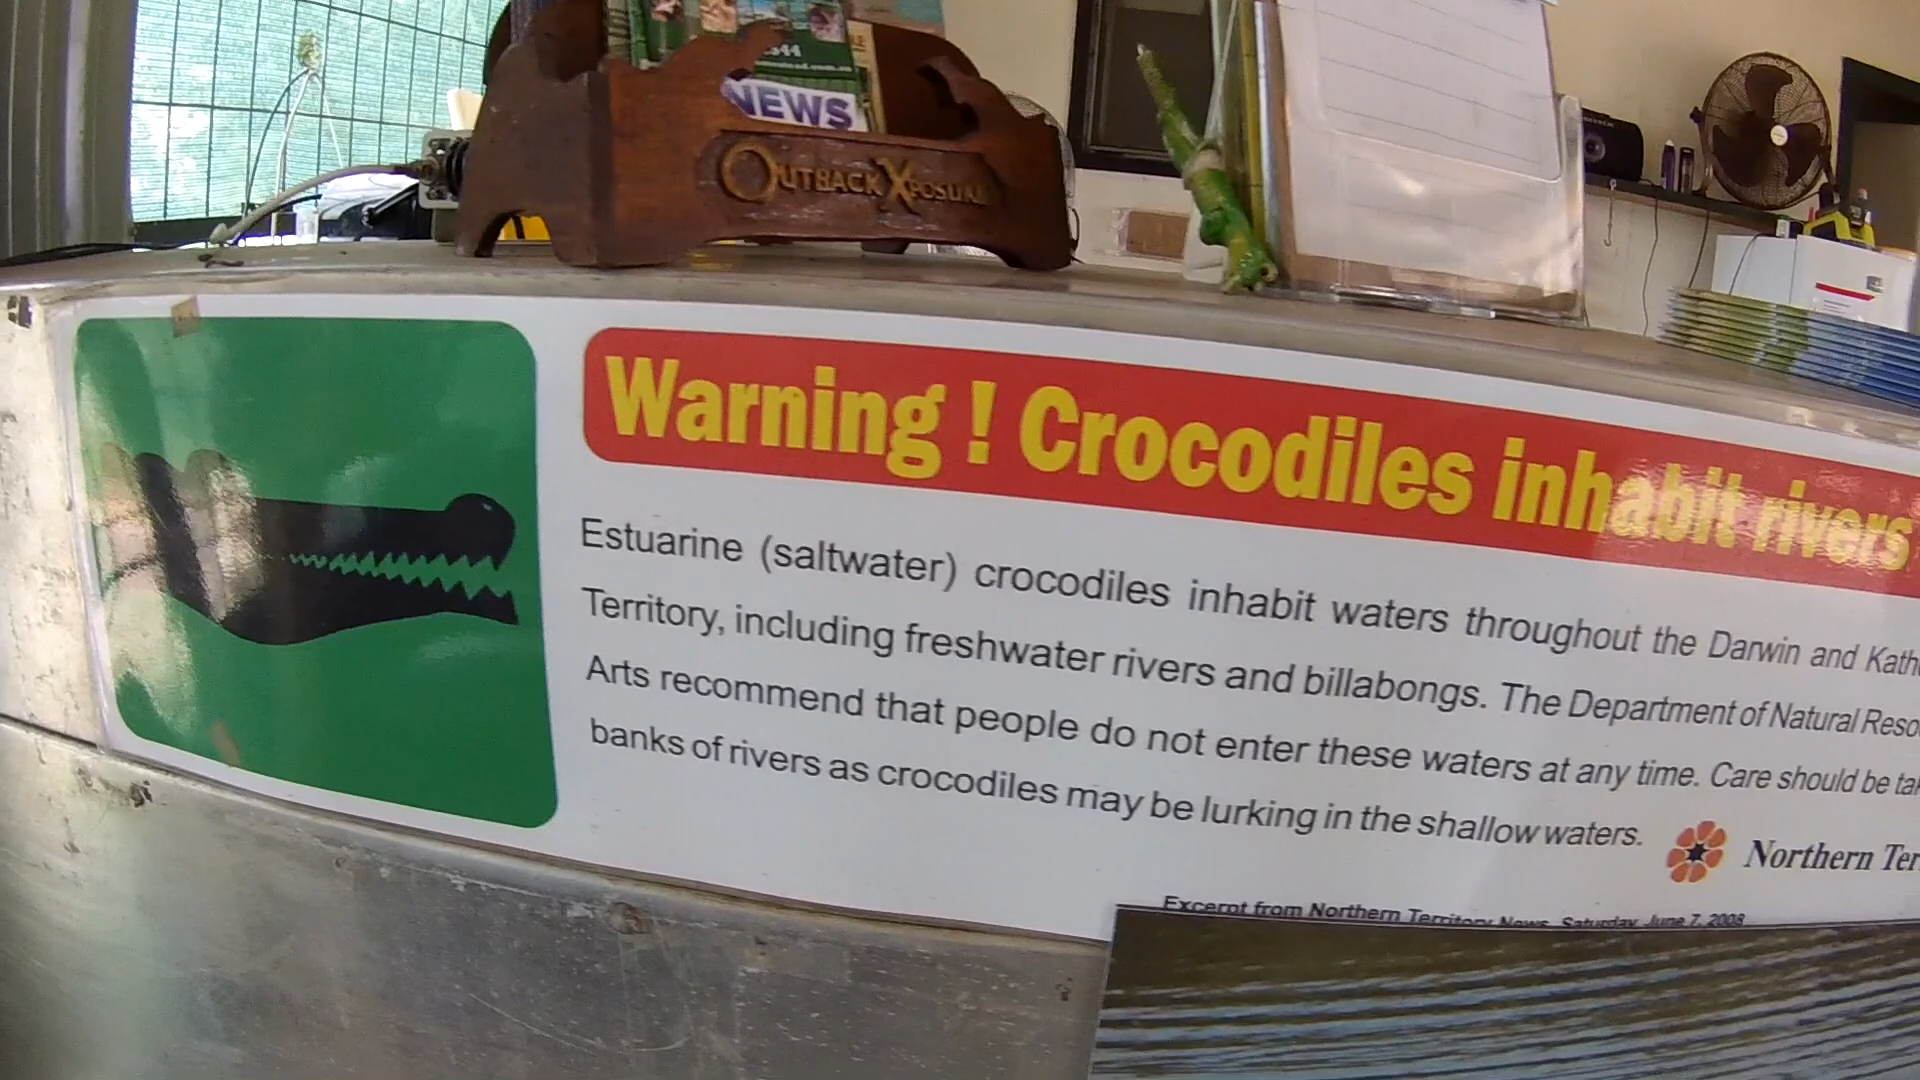 NEWS
OUTBACK XPOSURE
Warning ! Crocodiles inhabit rivers
Estuarine (saltwater) crocodiles inhabit waters throughout the Darwin and Kath
Territory, including freshwater rivers and billabongs. The Department of Natural Reso
Arts recommend that people do not enter these waters at any time. Care should be ta
banks of rivers as crocodiles may be lurking in the shallow waters.
Northern Ter
Excerpt from Northern Territory News, Saturday, June 7, 2008